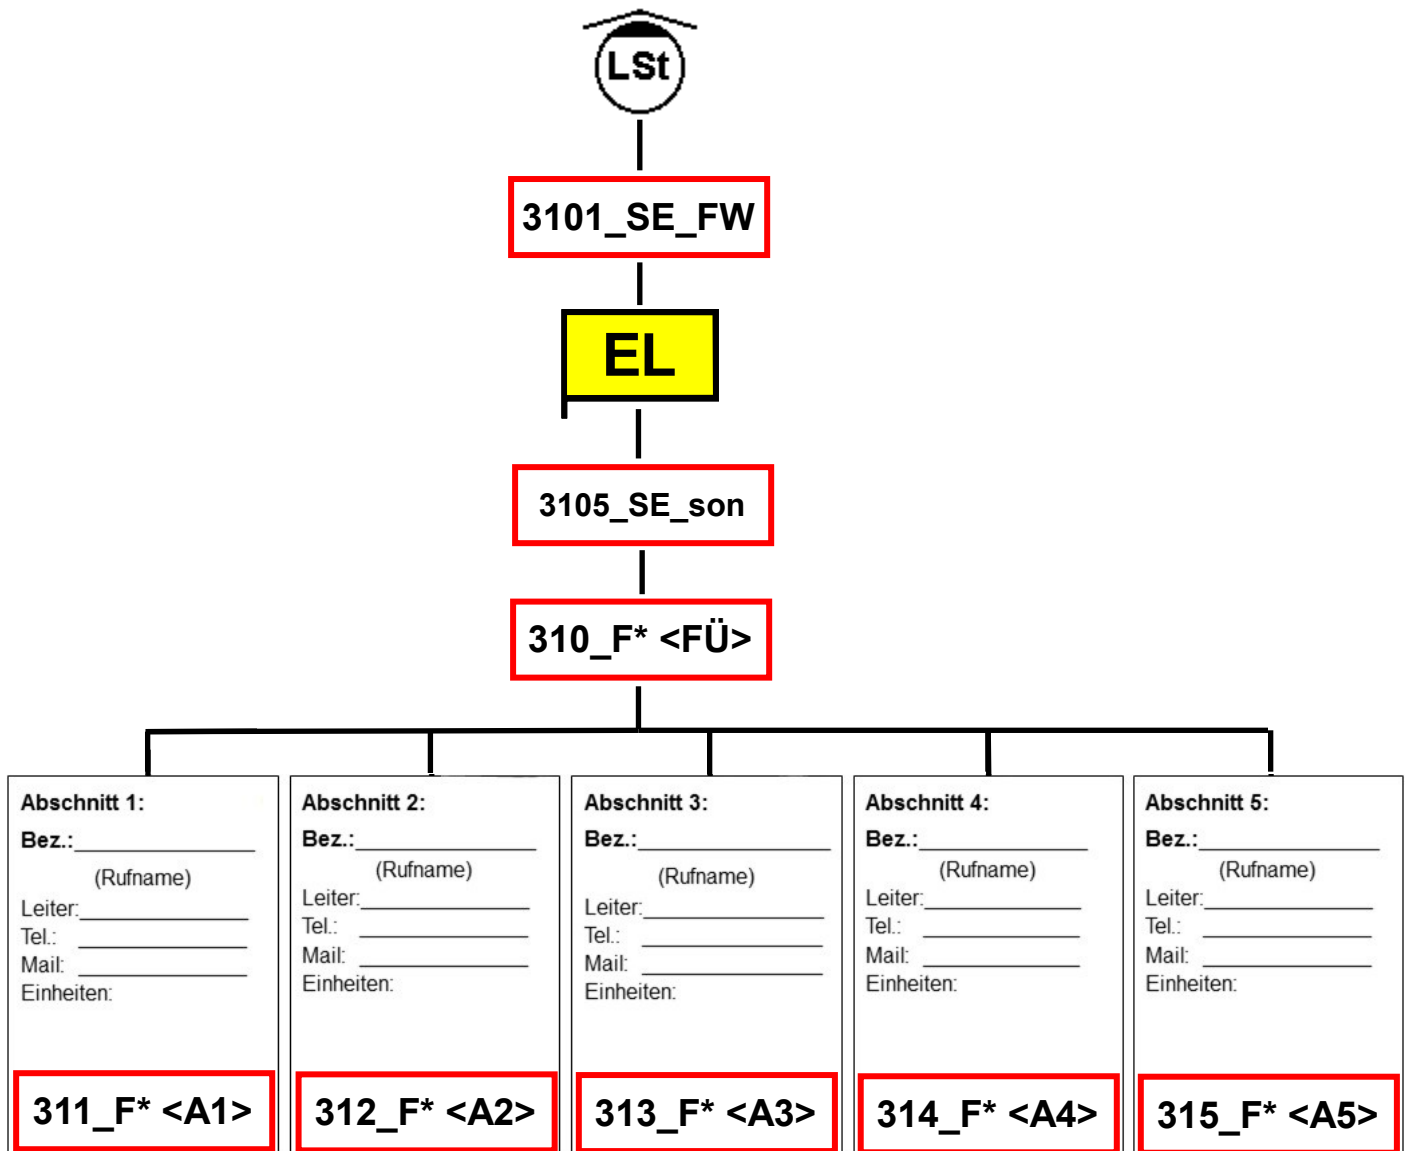 LSt
3101_SE_FW
EL
3105_SE_son
310_F* <FÜ>
Abschnitt 1:
Bez.:
(Rufname)
Leiter:
Tel.:
Mail:
Einheiten:
311_F* <A1>
Abschnitt 2:
Bez.:
(Rufname)
Leiter:
Tel.:
Mail:
Einheiten:
312_F* <A2>
Abschnitt 3:
Bez.:
(Rufname)
Leiter:
Tel.:
Mail:
Einheiten:
313_F* <A3>
Abschnitt 4:
Bez.:
(Rufname)
Leiter:
Tel.:
Mail:
Einheiten:
314_F* <A4>
Abschnitt 5:
Bez.:
(Rufname)
Leiter:
Tel.:
Mail:
Einheiten:
315_F* <A5>